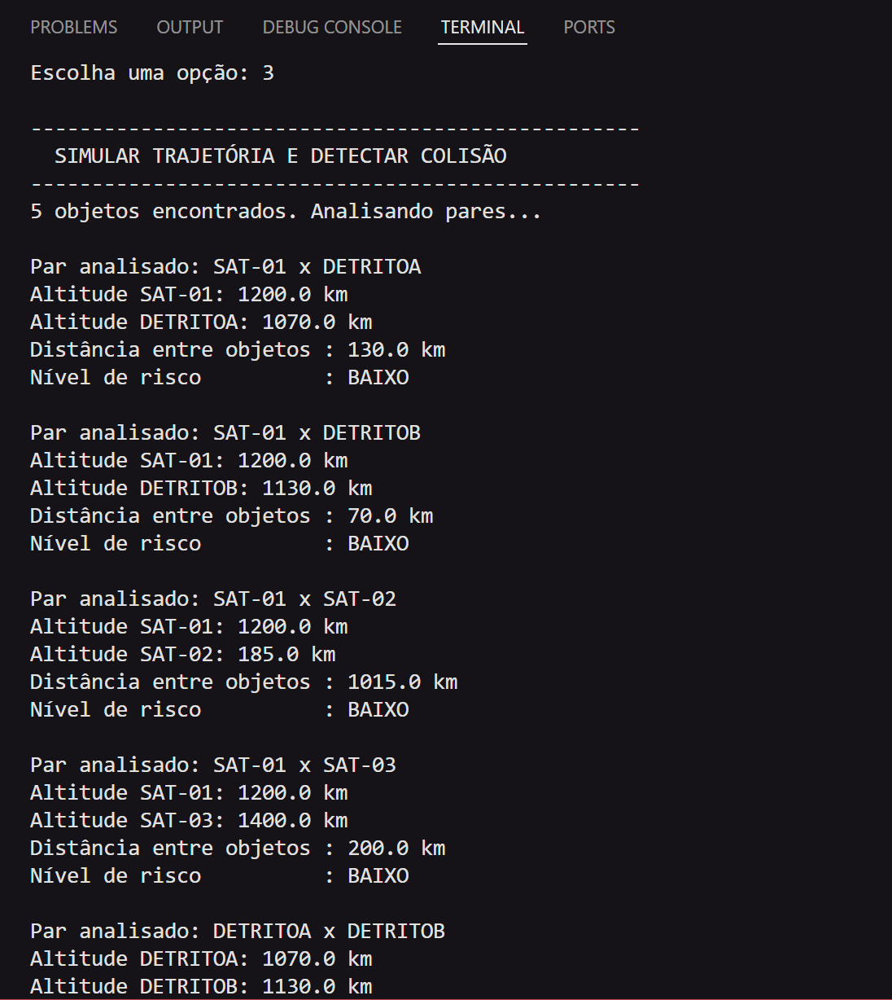 PROBLEMS OUTPUT DEBUG CONSOLE TERMINAL PORTS
Escolha uma opção: 3
--------------------------------------------------
SIMULAR TRAJETÓRIA E DETECTAR COLISÃO
--------------------------------------------------
5 objetos encontrados. Analisando pares...
Par analisado: SAT-01 x DETRITOA
Altitude SAT-01: 1200.0 km
Altitude DETRITOA: 1070.0 km
Distância entre objetos : 130.0 km
Nível de risco          : BAIXO
Par analisado: SAT-01 x DETRITOB
Altitude SAT-01: 1200.0 km
Altitude DETRITOB: 1130.0 km
Distância entre objetos : 70.0 km
Nível de risco          : BAIXO
Par analisado: SAT-01 x SAT-02
Altitude SAT-01: 1200.0 km
Altitude SAT-02: 185.0 km
Distância entre objetos : 1015.0 km
Nível de risco          : BAIXO
Par analisado: SAT-01 x SAT-03
Altitude SAT-01: 1200.0 km
Altitude SAT-03: 1400.0 km
Distância entre objetos : 200.0 km
Nível de risco          : BAIXO
Par analisado: DETRITOA x DETRITOB
Altitude DETRITOA: 1070.0 km
Altitude DETRITOB: 1130.0 km